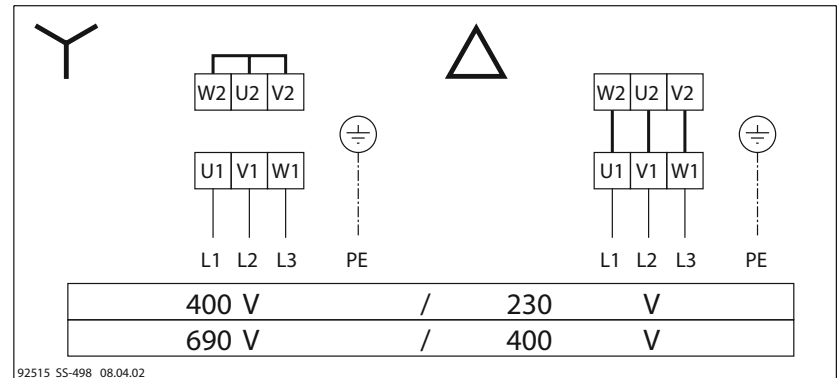 W2 U2 V2
U1 V1 W1
L1 L2 L3 PE
W2 U2 V2
U1 V1 W1
L1 L2 L3 PE
400 V / 230 V
690 V / 400 V
92515 SS-498 08.04.02